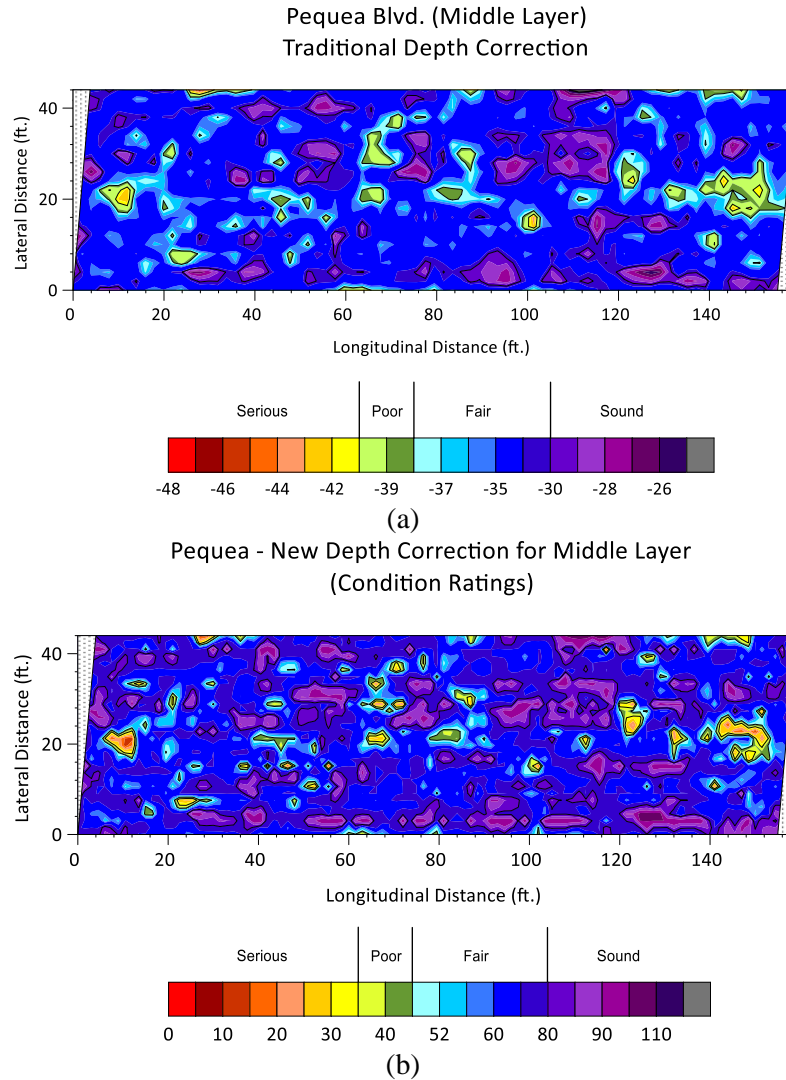 Pequea Blvd. (Middle Layer)
Traditional Depth Correction
Lateral Distance (ft.)
40
20
0
0 20 40 60 80 100 120 140
Longitudinal Distance (ft.)
Serious Poor Fair Sound
-48 -46 -44 -42 -39 -37 -35 -30 -28 -26
(a)
Pequea - New Depth Correction for Middle Layer
(Condition Ratings)
Lateral Distance (ft.)
40
20
0
0 20 40 60 80 100 120 140
Longitudinal Distance (ft.)
Serious Poor Fair Sound
0 10 20 30 40 52 60 80 90 110
(b)